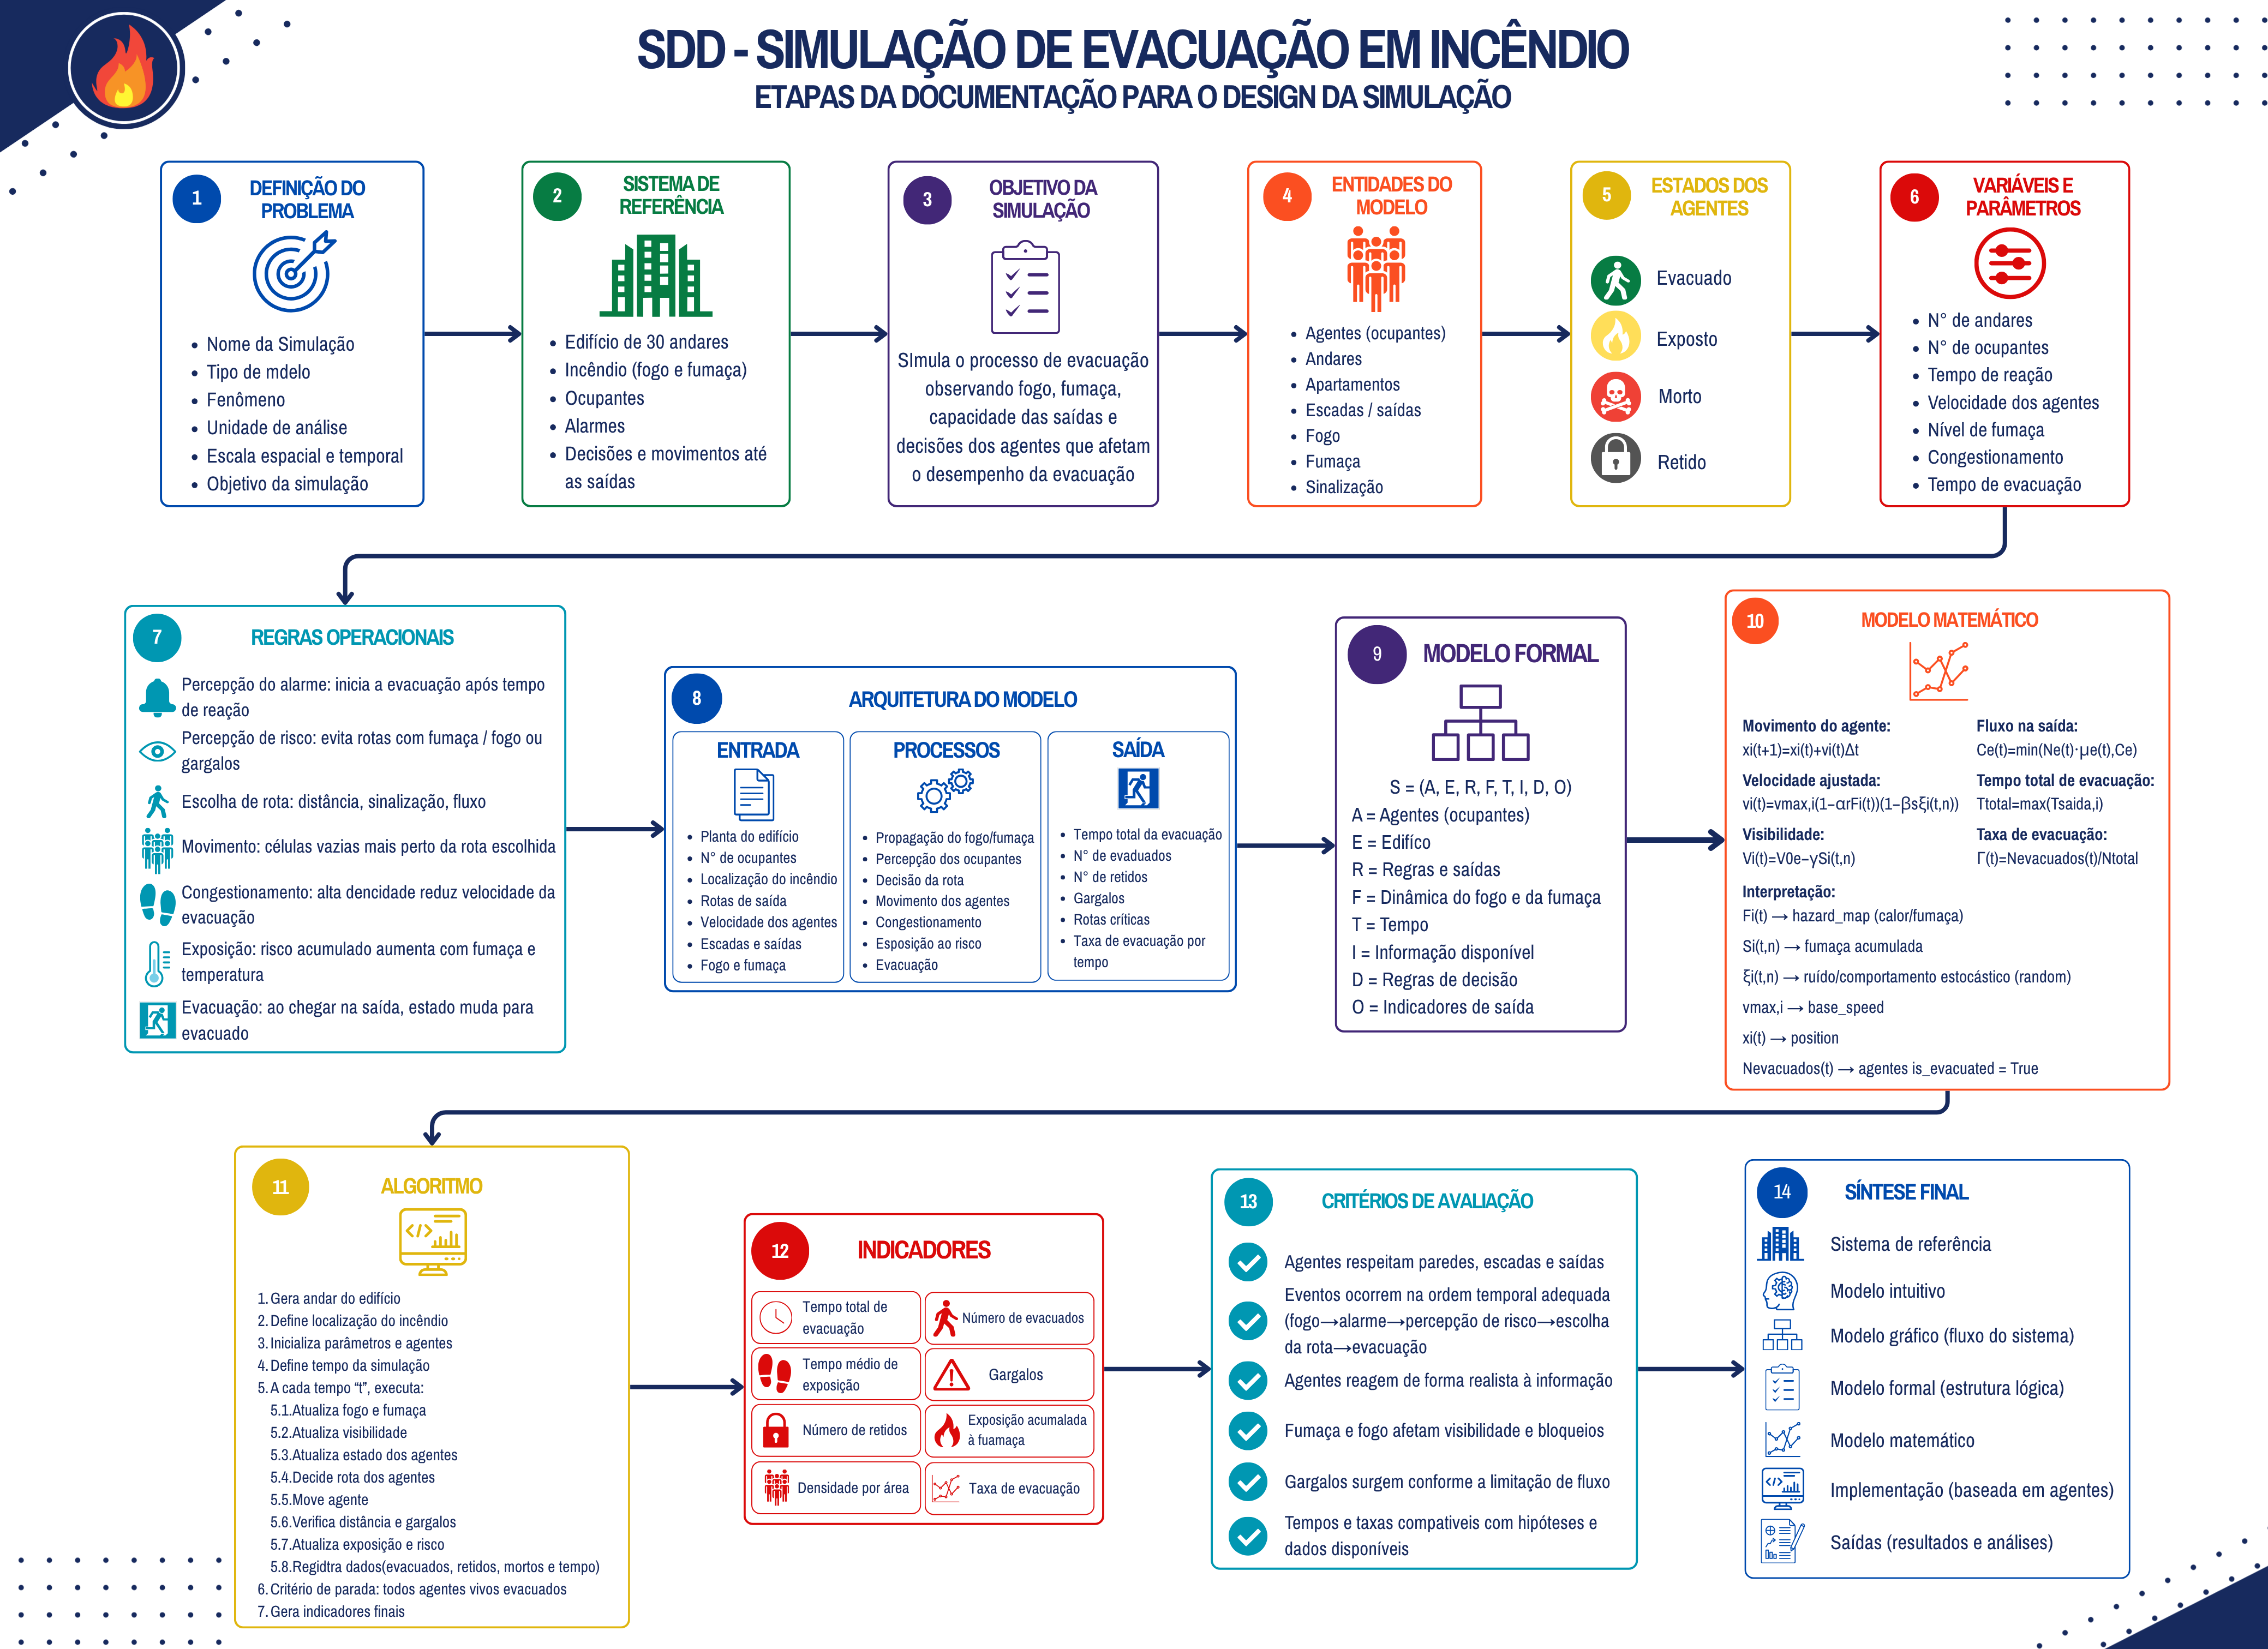 SDD - SIMULAÇÃO DE EVACUAÇÃO EM INCÊNDIO
ETAPAS DA DOCUMENTAÇÃO PARA O DESIGN DA SIMULAÇÃO
1
DEFINIÇÃO DO
PROBLEMA
• Nome da Simulação
• Tipo de mdelo
• Fenômeno
• Unidade de análise
• Escala espacial e temporal
• Objetivo da simulação
2
SISTEMA DE
REFERÊNCIA
• Edifício de 30 andares
• Incêndio (fogo e fumaça)
• Ocupantes
• Alarmes
• Decisões e movimentos até
as saídas
3
OBJETIVO DA
SIMULAÇÃO
SImula o processo de evacuação
observando fogo, fumaça,
capacidade das saídas e
decisões dos agentes que afetam
o desempenho da evacuação
4
ENTIDADES DO
MODELO
• Agentes (ocupantes)
• Andares
• Apartamentos
• Escadas / saídas
• Fogo
• Fumaça
• Sinalização
5
ESTADOS DOS
AGENTES
Evacuado
Exposto
Morto
Retido
6
VARIÁVEIS E
PARÂMETROS
• N° de andares
• N° de ocupantes
• Tempo de reação
• Velocidade dos agentes
• Nível de fumaça
• Congestionamento
• Tempo de evacuação
7
REGRAS OPERACIONAIS
Percepção do alarme: inicia a evacuação após tempo
de reação
Percepção de risco: evita rotas com fumaça / fogo ou
gargalos
Escolha de rota: distância, sinalização, fluxo
Movimento: células vazias mais perto da rota escolhida
Congestionamento: alta dencidade reduz velocidade da
evacuação
Exposição: risco acumulado aumenta com fumaça e
temperatura
Evacuação: ao chegar na saída, estado muda para
evacuado
8
ARQUITETURA DO MODELO
ENTRADA
• Planta do edifício
• N° de ocupantes
• Localização do incêndio
• Rotas de saída
• Velocidade dos agentes
• Escadas e saídas
• Fogo e fumaça
PROCESSOS
• Propagação do fogo/fumaça
• Percepção dos ocupantes
• Decisão da rota
• Movimento dos agentes
• Congestionamento
• Esposição ao risco
• Evacuação
SAÍDA
• Tempo total da evacuação
• N° de evaduados
• N° de retidos
• Gargalos
• Rotas críticas
• Taxa de evacuação por
tempo
9
MODELO FORMAL
S = (A, E, R, F, T, I, D, O)
A = Agentes (ocupantes)
E = Edifíco
R = Regras e saídas
F = Dinâmica do fogo e da fumaça
T = Tempo
I = Informação disponível
D = Regras de decisão
O = Indicadores de saída
10
MODELO MATEMÁTICO
Movimento do agente:
xi(t+1)=xi(t)+vi(t)Δt
Velocidade ajustada:
vi(t)=vmax,i(1−αrFi(t))(1−βsξi(t,n))
Visibilidade:
Vi(t)=V0e−γSi(t,n)
Fluxo na saída:
Ce(t)=min(Ne(t)·μe(t),Ce)
Tempo total de evacuação:
Ttotal=max(Tsaida,i)
Taxa de evacuação:
Γ(t)=Nevacuados(t)/Ntotal
Interpretação:
Fi(t) → hazard_map (calor/fumaça)
Si(t,n) → fumaça acumulada
ξi(t,n) → ruído/comportamento estocástico (random)
vmax,i → base_speed
xi(t) → position
Nevacuados(t) → agentes is_evacuated = True
11
ALGORITMO
1. Gera andar do edifício
2. Define localização do incêndio
3. Inicializa parâmetros e agentes
4. Define tempo da simulação
5. A cada tempo “t”, executa:
5.1.Atualiza fogo e fumaça
5.2.Atualiza visibilidade
5.3.Atualiza estado dos agentes
5.4.Decide rota dos agentes
5.5.Move agente
5.6.Verifica distância e gargalos
5.7.Atualiza exposição e risco
5.8.Regidtra dados(evacuados, retidos, mortos e tempo)
6. Critério de parada: todos agentes vivos evacuados
7. Gera indicadores finais
12
INDICADORES
Tempo total de
evacuação
Número de evacuados
Tempo médio de
exposição
Gargalos
Número de retidos
Exposição acumalada
à fuamaça
Densidade por área
Taxa de evacuação
13
CRITÉRIOS DE AVALIAÇÃO
Agentes respeitam paredes, escadas e saídas
Eventos ocorrem na ordem temporal adequada
(fogo→alarme→percepção de risco→escolha
da rota→evacuação
Agentes reagem de forma realista à informação
Fumaça e fogo afetam visibilidade e bloqueios
Gargalos surgem conforme a limitação de fluxo
Tempos e taxas compativeis com hipóteses e
dados disponíveis
14
SÍNTESE FINAL
Sistema de referência
Modelo intuitivo
Modelo gráfico (fluxo do sistema)
Modelo formal (estrutura lógica)
Modelo matemático
Implementação (baseada em agentes)
Saídas (resultados e análises)